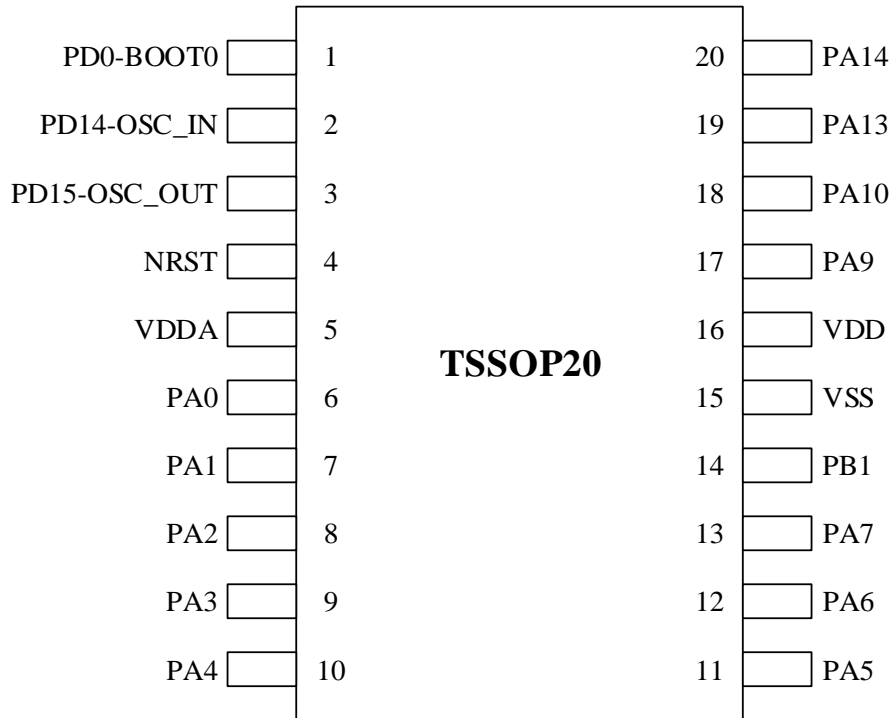 PD0-BOOT0 1 20 PA14
PD14-OSC_IN 2 19 PA13
PD15-OSC_OUT 3 18 PA10
NRST 4 17 PA9
VDDA 5 16 VDD
TSSOP20
PA0 6 15 VSS
PA1 7 14 PB1
PA2 8 13 PA7
PA3 9 12 PA6
PA4 10 11 PA5